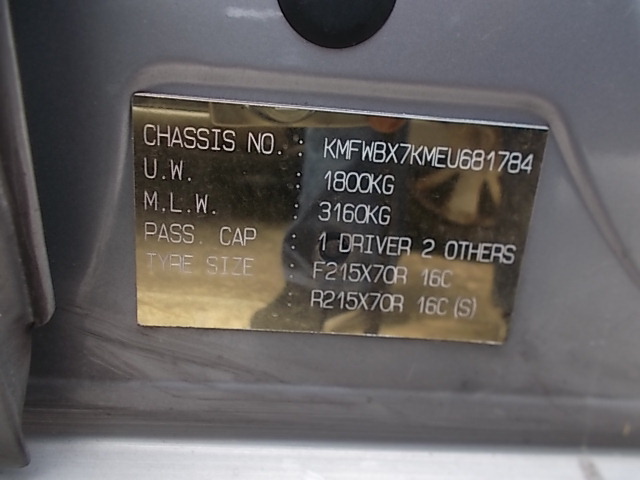 CHASSIS NO. : KMFWBX7KMEU681784
U.W. : 1800KG
M.L.W. : 3160KG
PASS. CAP : 1 DRIVER 2 OTHERS
TYRE SIZE : F215X70R 16C
: R215X70R 16C (S)